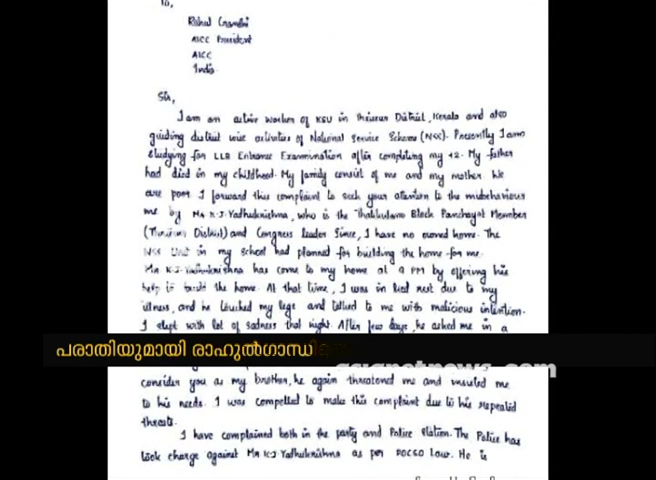 To,
Rahul Gandhi
AICC President
AICC
India
Sir,
I am an active worker of KSU in Thrissur District, Kerala and also
guiding district wise activities of National Service Scheme (NSS). Presently I am
studying for LLB Entrance Examination after completing my +2. My father
had died in my childhood. My family consist of me and my mother. We
are poor. I forward this complaint to seek your attention to the misbehaviour
me by Mr. K.J. Yadhukrishna, who is the Thalikulam Block Panchayat Member
(Thrissur District) and Congress leader Since, I have no owned home. The
NSS Unit in my school had planned for building the home for me.
Mr K.J. Yadhukrishna has come to my home at 9 PM by offering his
help to build the home. At that time, I was in bed rest due to my
illness, and he touched my legs and talked to me with malicious intention.
I slept with lot of sadness that night. After few days, he asked me in a
പരാതിയുമായി രാഹുൽഗാന്ധി
asianetnews.com
consider you as my brother, he again threatened me and insulted me
to his needs. I was compelled to make this complaint due to his repeated
threats.
I have complained both in the party and Police station. The Police has
took charge against Mr K.J Yadhukrishna as per POCSO Law. He is